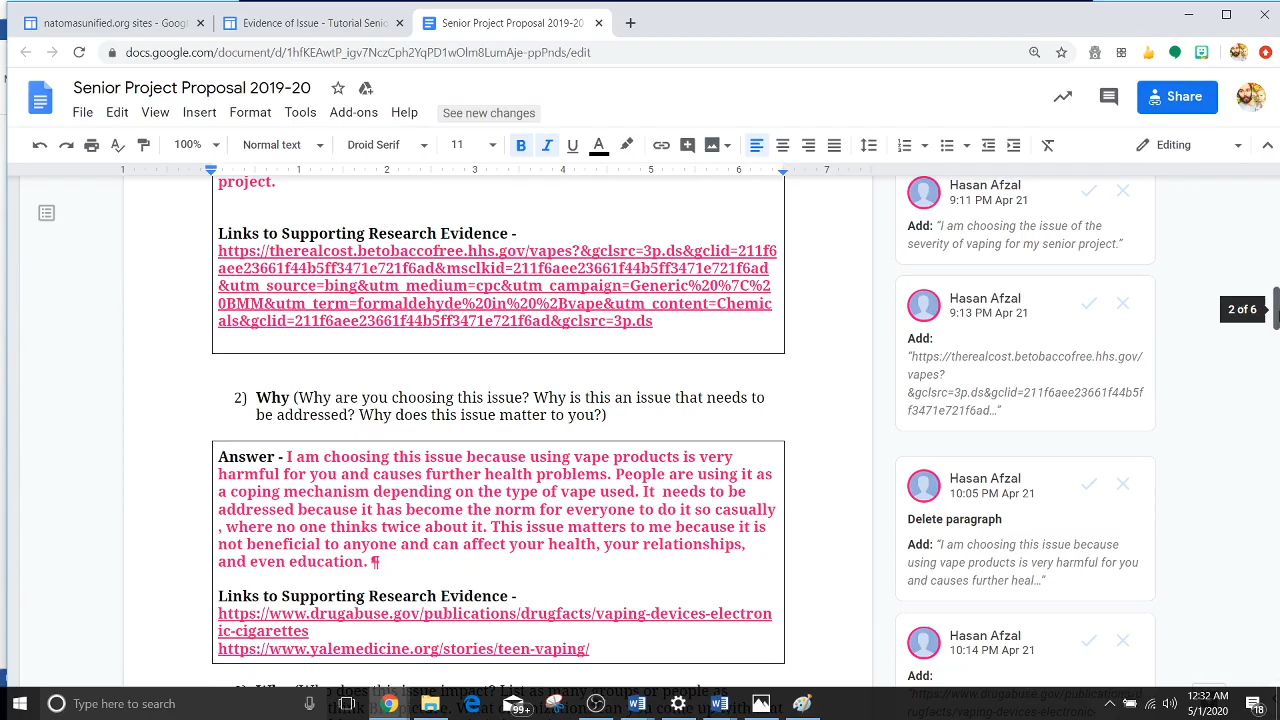 natomasunified.org sites - Googl
Evidence of Issue - Tutorial Senio
Senior Project Proposal 2019-20
docs.google.com/document/d/1hfKEAwtP_igv7NczCph2YqPD1wOlm8LumAje-ppPnds/edit
Senior Project Proposal 2019-20
File Edit View Insert Format Tools Add-ons Help See new changes
Share
100% Normal text Droid Serif 11 B I U A Editing
1 1 2 3 4 5 6 7
project.
Links to Supporting Research Evidence -
https://therealcost.betobaccofree.hhs.gov/vapes?&gclsrc=3p.ds&gclid=211f6
aee23661f44b5ff3471e721f6ad&msclkid=211f6aee23661f44b5ff3471e721f6ad
&utm_source=bing&utm_medium=cpc&utm_campaign=Generic%20%7C%2
0BMM&utm_term=formaldehyde%20in%20%2Bvape&utm_content=Chemic
als&gclid=211f6aee23661f44b5ff3471e721f6ad&gclsrc=3p.ds
2) Why (Why are you choosing this issue? Why is this an issue that needs to
be addressed? Why does this issue matter to you?)
Answer - I am choosing this issue because using vape products is very
harmful for you and causes further health problems. People are using it as
a coping mechanism depending on the type of vape used. It  needs to be
addressed because it has become the norm for everyone to do it so casually
, where no one thinks twice about it. This issue matters to me because it is
not beneficial to anyone and can affect your health, your relationships,
and even education. ¶
Links to Supporting Research Evidence -
https://www.drugabuse.gov/publications/drugfacts/vaping-devices-electron
ic-cigarettes
https://www.yalemedicine.org/stories/teen-vaping/
Hasan Afzal
9:11 PM Apr 21
Add: “I am choosing the issue of the
severity of vaping for my senior project.”
Hasan Afzal
9:13 PM Apr 21
Add:
“https://therealcost.betobaccofree.hhs.gov/
vapes?
&gclsrc=3p.ds&gclid=211f6aee23661f44b5f
f3471e721f6ad…”
Hasan Afzal
10:05 PM Apr 21
Delete paragraph
Add: “I am choosing this issue because
using vape products is very harmful for you
and causes further heal…”
Hasan Afzal
10:14 PM Apr 21
Add:
2 of 6
Type here to search
99+
12:32 AM
5/1/2020
18